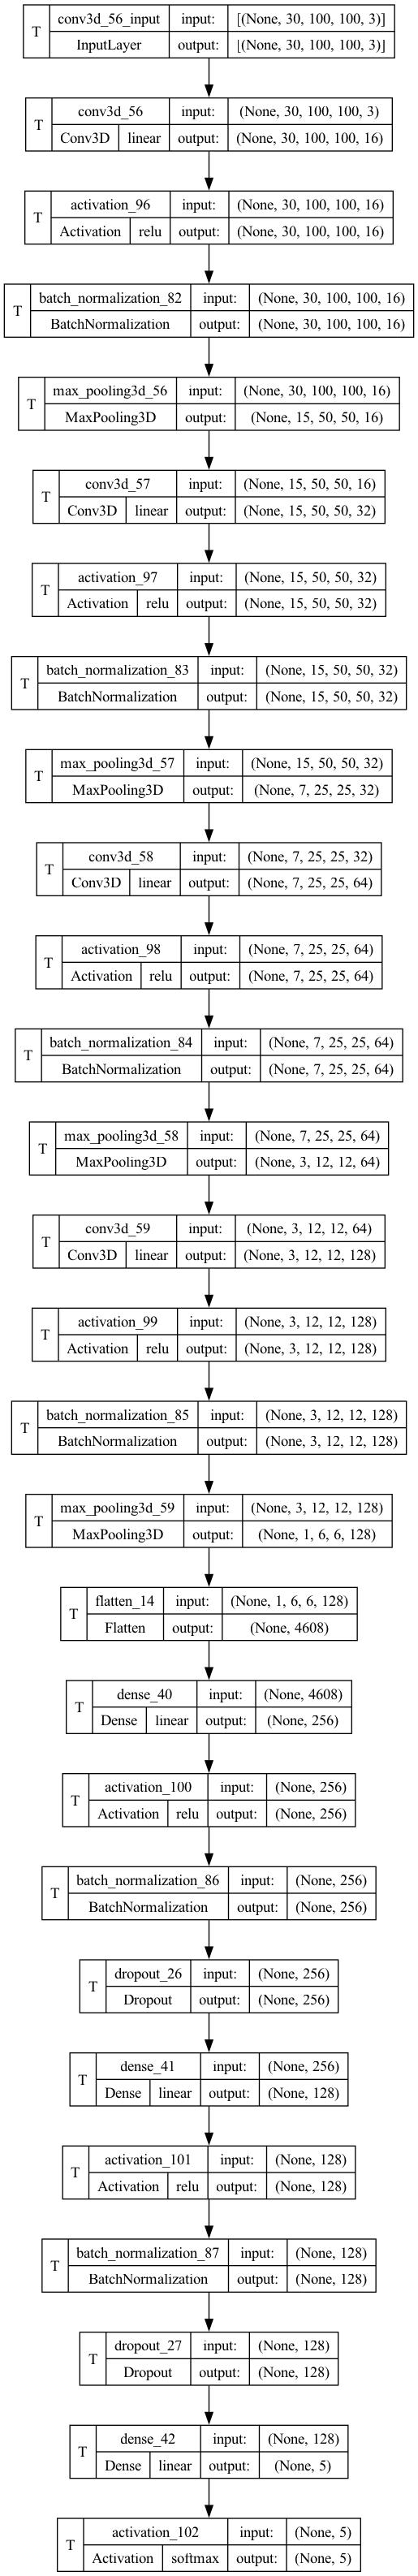 T conv3d_56_input input: [(None, 30, 100, 100, 3)]
InputLayer output: [(None, 30, 100, 100, 3)]
T conv3d_56 input: (None, 30, 100, 100, 3)
Conv3D linear output: (None, 30, 100, 100, 16)
T activation_96 input: (None, 30, 100, 100, 16)
Activation relu output: (None, 30, 100, 100, 16)
T batch_normalization_82 input: (None, 30, 100, 100, 16)
BatchNormalization output: (None, 30, 100, 100, 16)
T max_pooling3d_56 input: (None, 30, 100, 100, 16)
MaxPooling3D output: (None, 15, 50, 50, 16)
T conv3d_57 input: (None, 15, 50, 50, 16)
Conv3D linear output: (None, 15, 50, 50, 32)
T activation_97 input: (None, 15, 50, 50, 32)
Activation relu output: (None, 15, 50, 50, 32)
T batch_normalization_83 input: (None, 15, 50, 50, 32)
BatchNormalization output: (None, 15, 50, 50, 32)
T max_pooling3d_57 input: (None, 15, 50, 50, 32)
MaxPooling3D output: (None, 7, 25, 25, 32)
T conv3d_58 input: (None, 7, 25, 25, 32)
Conv3D linear output: (None, 7, 25, 25, 64)
T activation_98 input: (None, 7, 25, 25, 64)
Activation relu output: (None, 7, 25, 25, 64)
T batch_normalization_84 input: (None, 7, 25, 25, 64)
BatchNormalization output: (None, 7, 25, 25, 64)
T max_pooling3d_58 input: (None, 7, 25, 25, 64)
MaxPooling3D output: (None, 3, 12, 12, 64)
T conv3d_59 input: (None, 3, 12, 12, 64)
Conv3D linear output: (None, 3, 12, 12, 128)
T activation_99 input: (None, 3, 12, 12, 128)
Activation relu output: (None, 3, 12, 12, 128)
T batch_normalization_85 input: (None, 3, 12, 12, 128)
BatchNormalization output: (None, 3, 12, 12, 128)
T max_pooling3d_59 input: (None, 3, 12, 12, 128)
MaxPooling3D output: (None, 1, 6, 6, 128)
T flatten_14 input: (None, 1, 6, 6, 128)
Flatten output: (None, 4608)
T dense_40 input: (None, 4608)
Dense linear output: (None, 256)
T activation_100 input: (None, 256)
Activation relu output: (None, 256)
T batch_normalization_86 input: (None, 256)
BatchNormalization output: (None, 256)
T dropout_26 input: (None, 256)
Dropout output: (None, 256)
T dense_41 input: (None, 256)
Dense linear output: (None, 128)
T activation_101 input: (None, 128)
Activation relu output: (None, 128)
T batch_normalization_87 input: (None, 128)
BatchNormalization output: (None, 128)
T dropout_27 input: (None, 128)
Dropout output: (None, 128)
T dense_42 input: (None, 128)
Dense linear output: (None, 5)
T activation_102 input: (None, 5)
Activation softmax output: (None, 5)